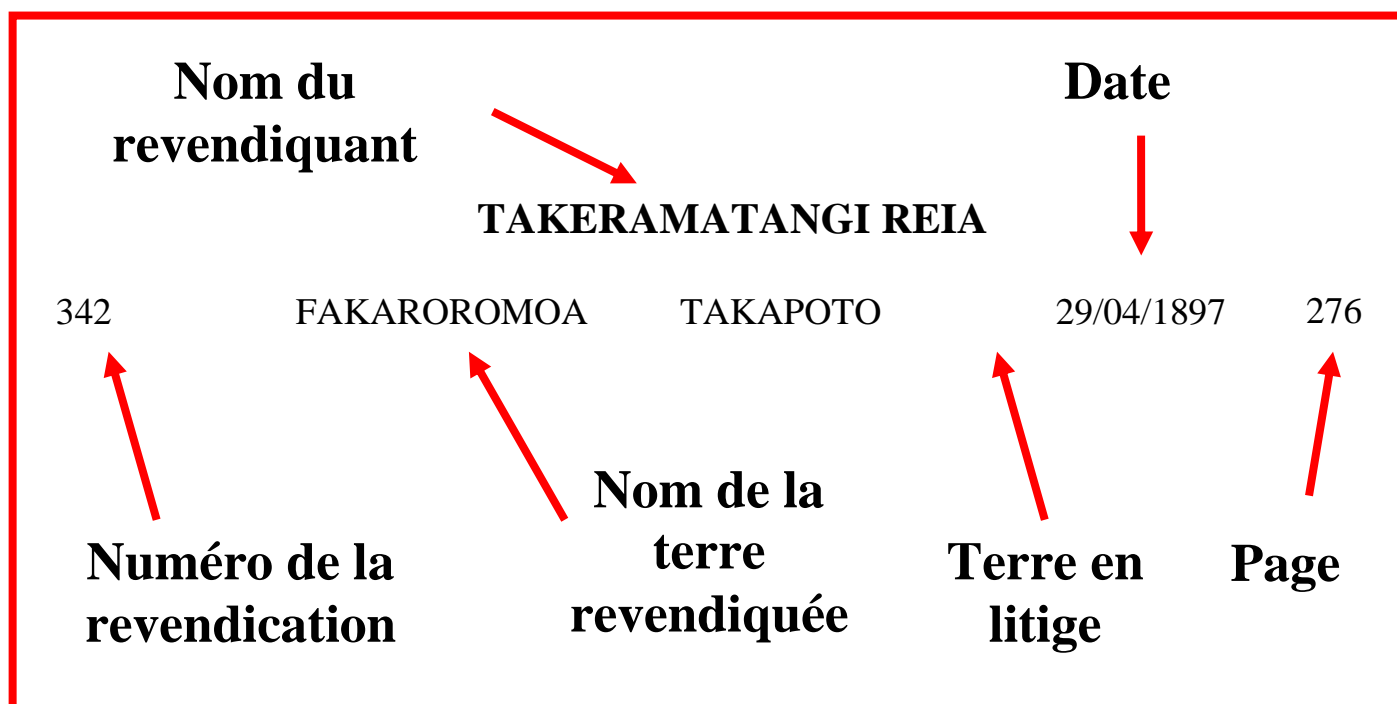 Nom du
revendiquant
Date
TAKERAMATANGI REIA
342 FAKAROROMOA TAKAPOTO 29/04/1897 276
Numéro de la
revendication
Nom de la
terre
revendiquée
Terre en
litige
Page